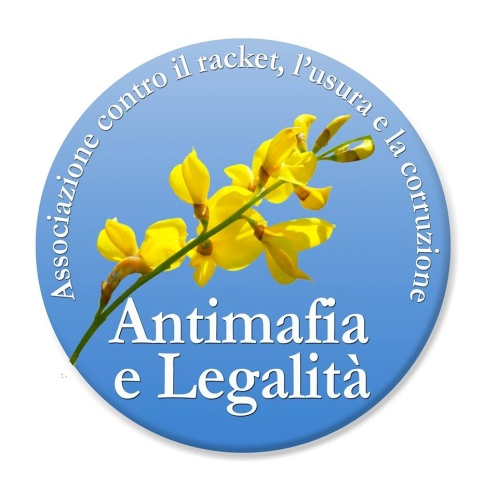 Associazione contro il racket, l'usura e la corruzione
Antimafia
e Legalità